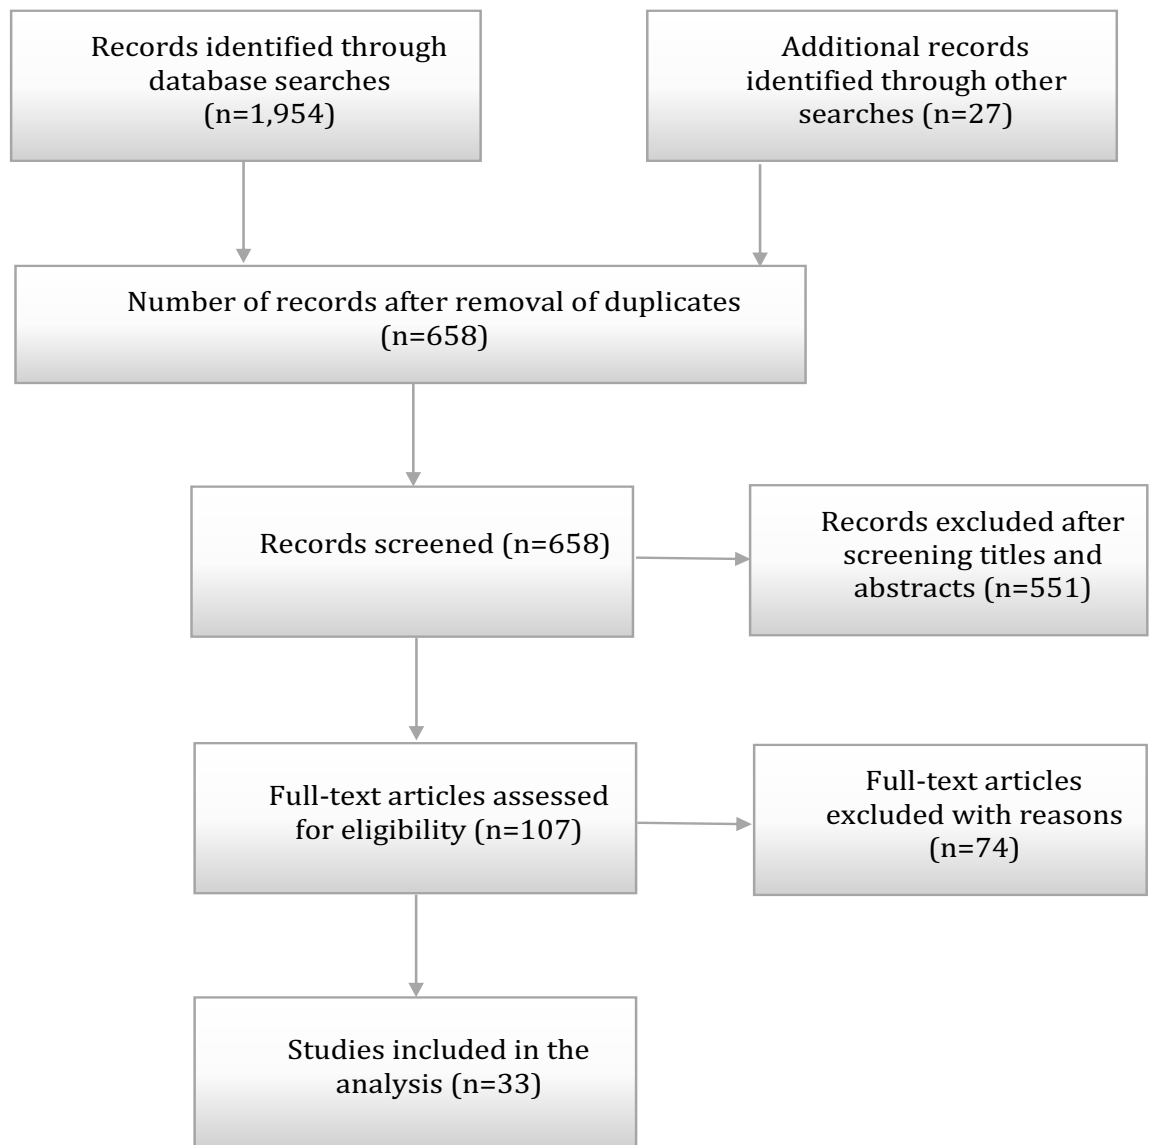 Records identified through
database searches
(n=1,954)
Additional records
identified through other
searches (n=27)
Number of records after removal of duplicates
(n=658)
Records screened (n=658)
Records excluded after
screening titles and
abstracts (n=551)
Full-text articles assessed
for eligibility (n=107)
Full-text articles
excluded with reasons
(n=74)
Studies included in the
analysis (n=33)